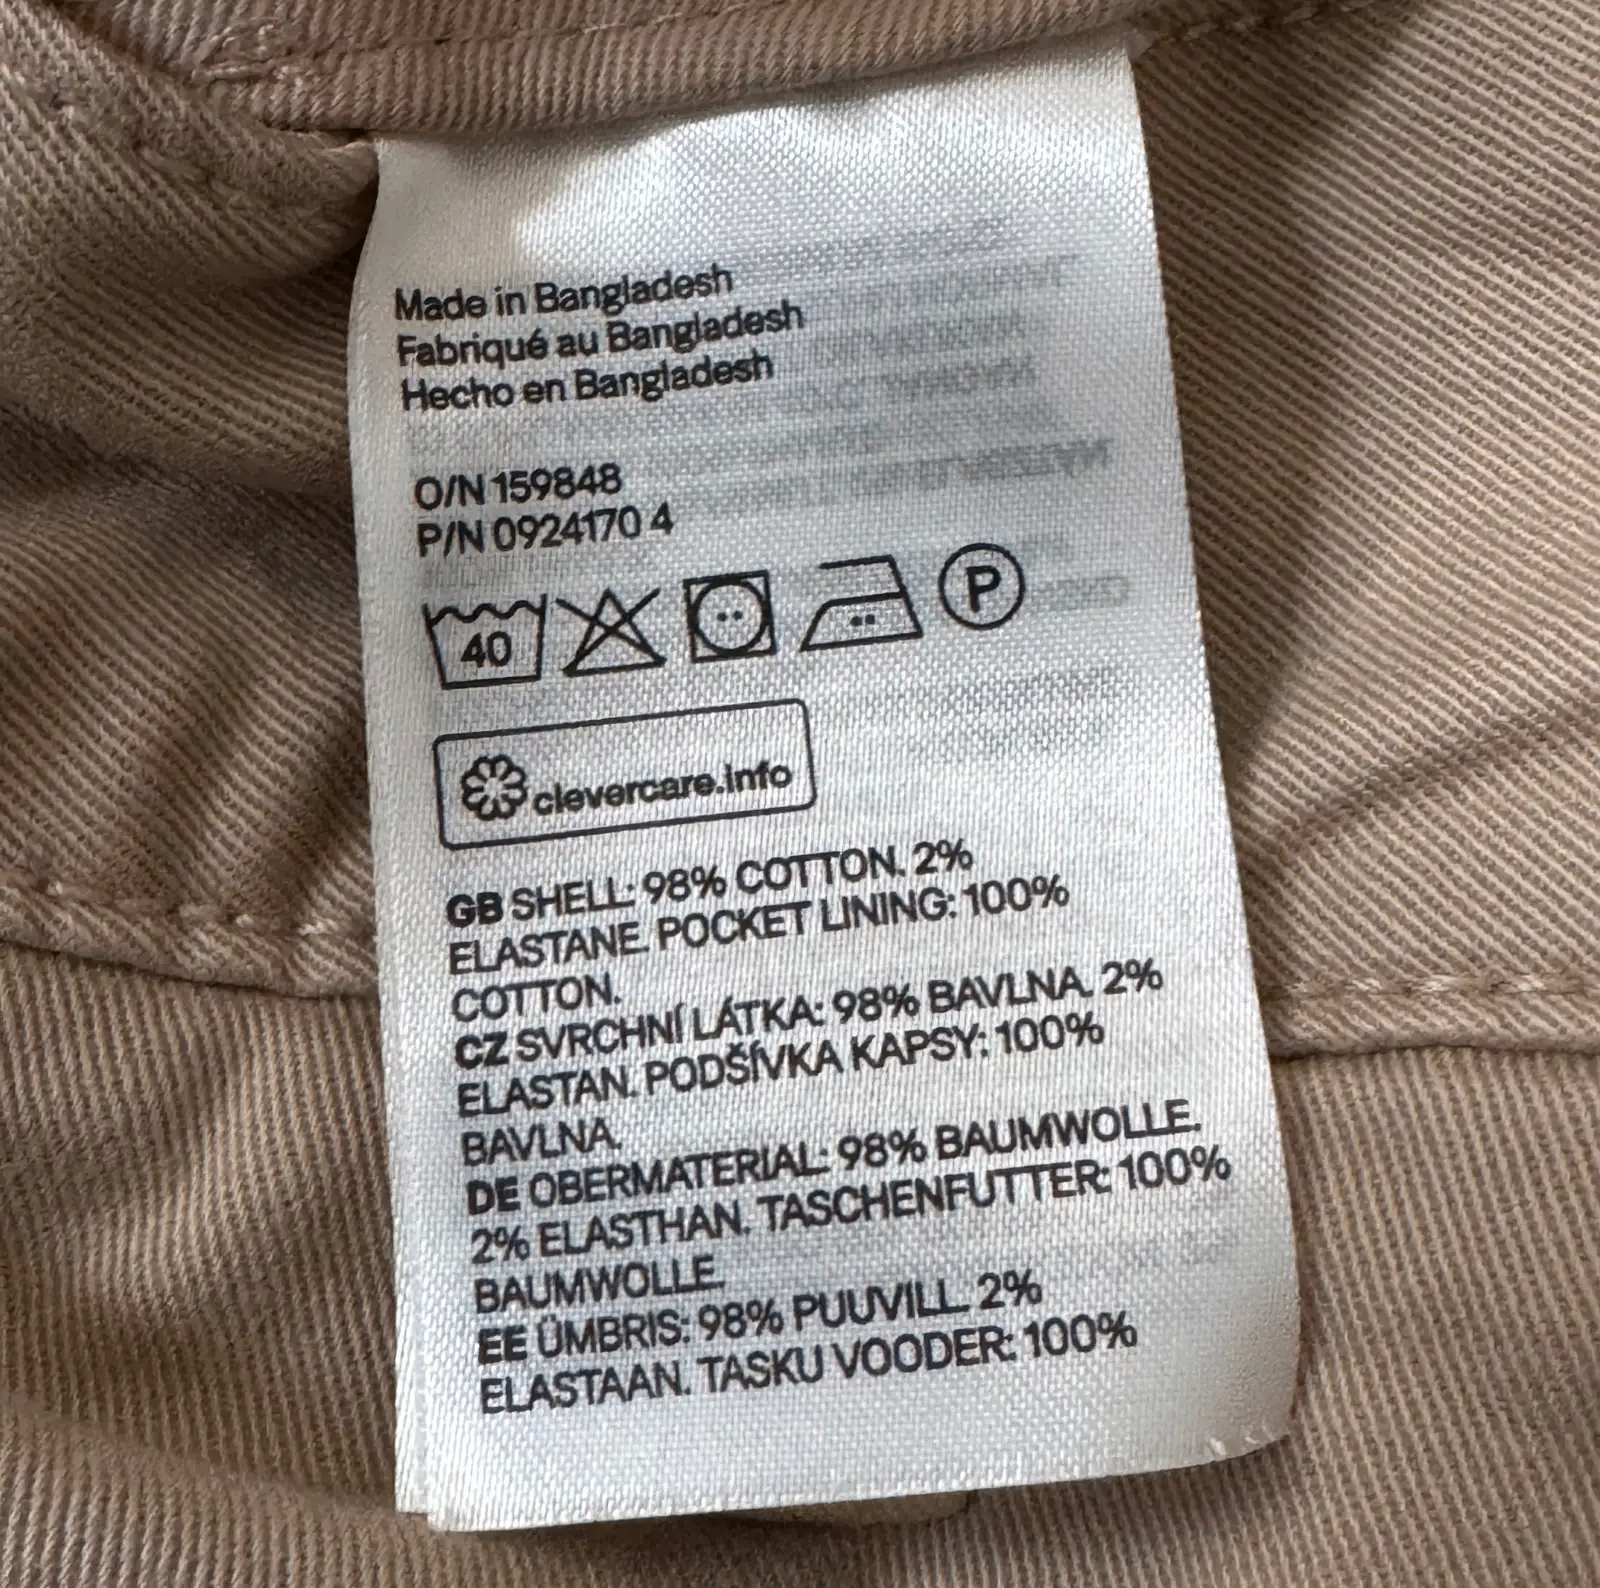 Made in Bangladesh
Fabriqué au Bangladesh
Hecho en Bangladesh
O/N 159848
P/N 0924170 4
40
P
clevercare.info
GB SHELL: 98% COTTON. 2%
ELASTANE. POCKET LINING: 100%
COTTON.
CZ SVRCHNÍ LÁTKA: 98% BAVLNA. 2%
ELASTAN. PODŠÍVKA KAPSY: 100%
BAVLNA.
DE OBERMATERIAL: 98% BAUMWOLLE.
2% ELASTHAN. TASCHENFUTTER: 100%
BAUMWOLLE.
EE ÜMBRIS: 98% PUUVILL. 2%
ELASTAAN. TASKU VOODER: 100%